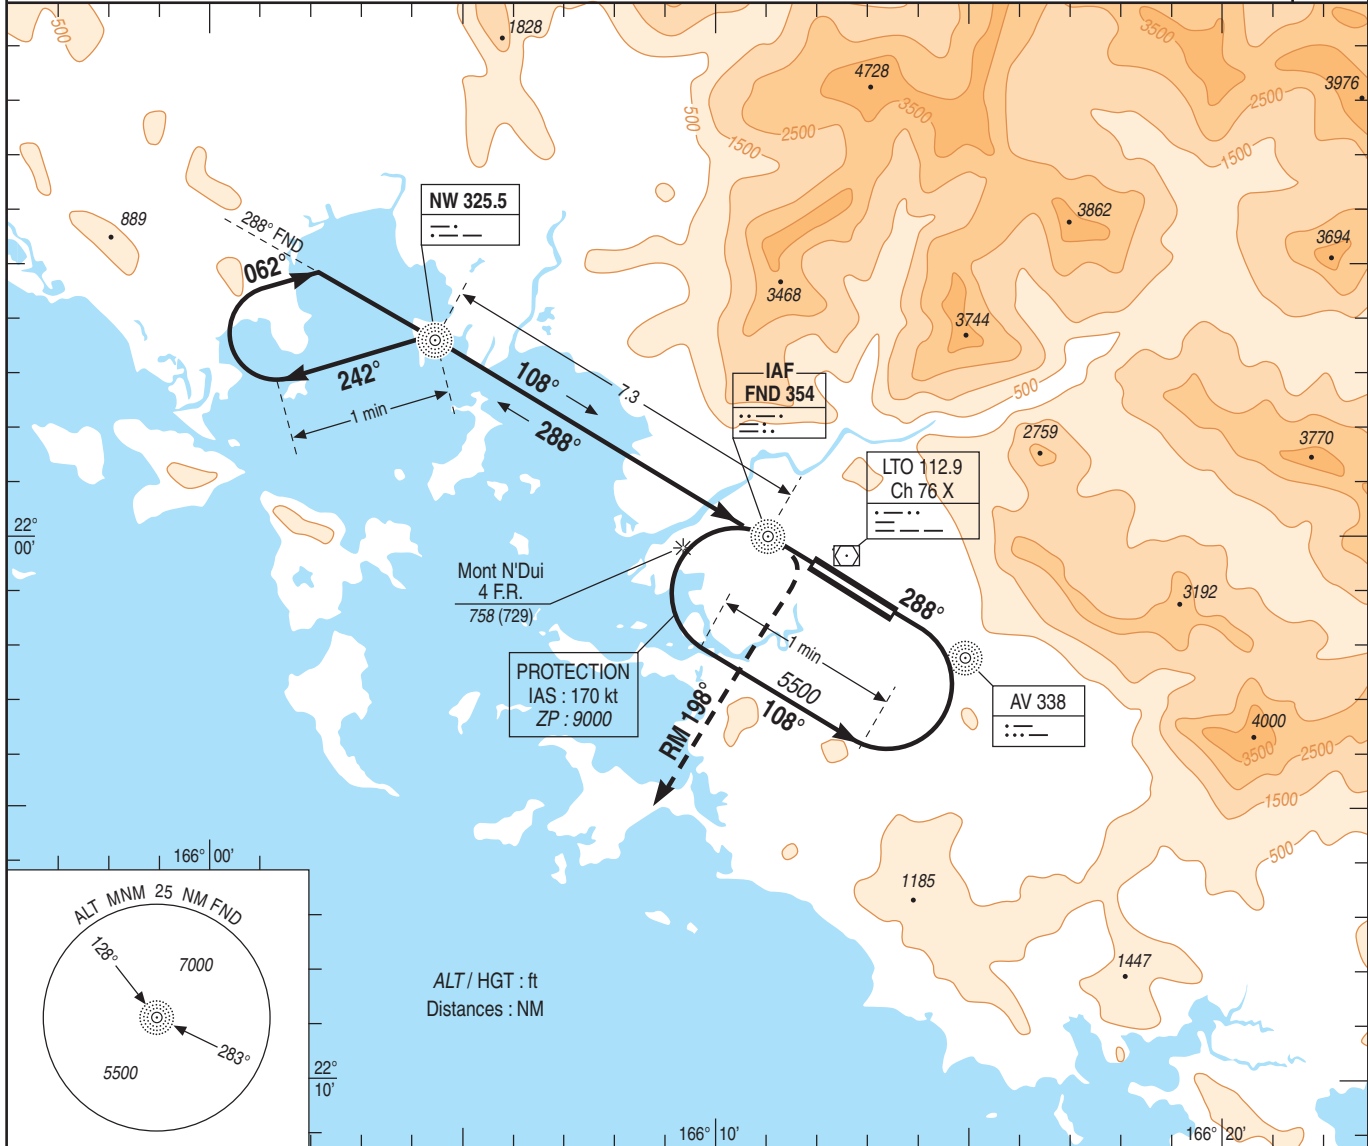 500
1828
4728
3500
3976
2500
3500
2500
500
1500
1500
NW 325.5
889
288° FND
3862
3694
062°
3468
3744
7.3
IAF
FND 354
108°
242°
1 min
288°
500
2759
3770
LTO 112.9
Ch 76 X
22°
00'
Mont N'Dui
4 F.R.
758 (729)
288°
3192
1 min
PROTECTION
IAS : 170 kt
ZP : 9000
5500
108°
RM 198°
AV 338
4000
3500
2500
1500
500
166° 00'
1185
ALT MNM 25 NM FND
128°
7000
283°
5500
ALT / HGT : ft
Distances : NM
1447
22°
10'
166° 10'
166° 20'